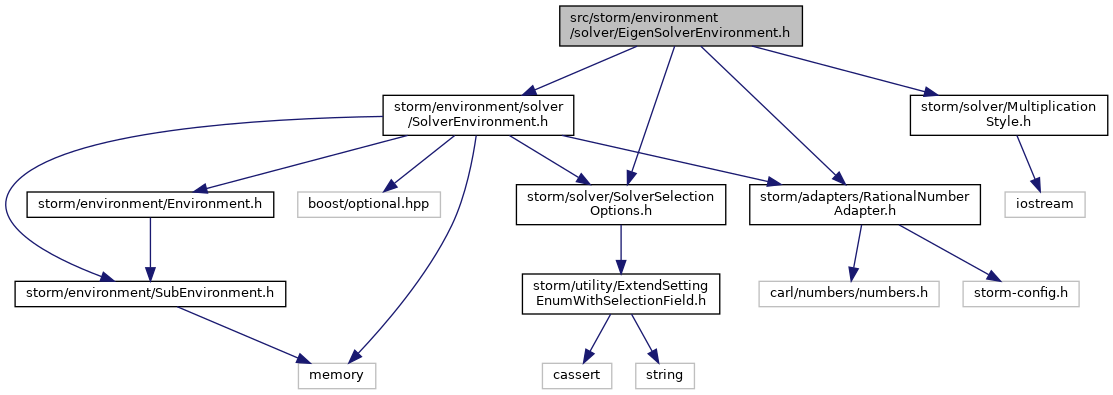 src/storm/environment
/solver/EigenSolverEnvironment.h
storm/environment/solver
/SolverEnvironment.h
storm/solver/Multiplication
Style.h
storm/environment/Environment.h
boost/optional.hpp
storm/solver/SolverSelection
Options.h
storm/adapters/RationalNumber
Adapter.h
iostream
storm/environment/SubEnvironment.h
storm/utility/ExtendSetting
EnumWithSelectionField.h
carl/numbers/numbers.h
storm-config.h
memory
cassert
string